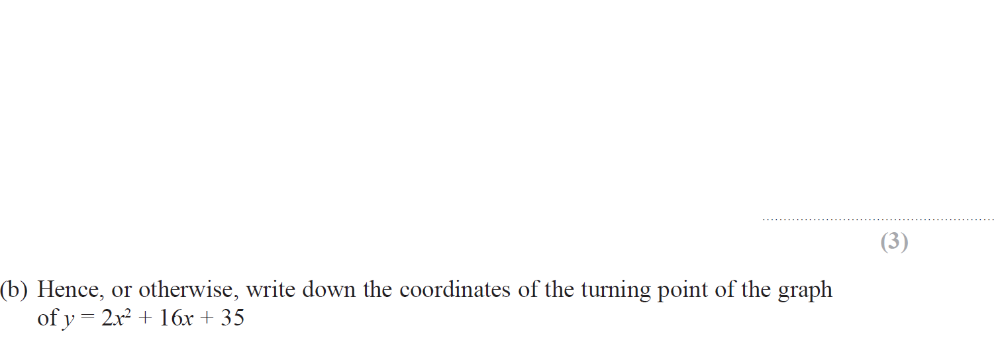 (3)
(b) Hence, or otherwise, write down the coordinates of the turning point of the graph
of y = 2x² + 16x + 35